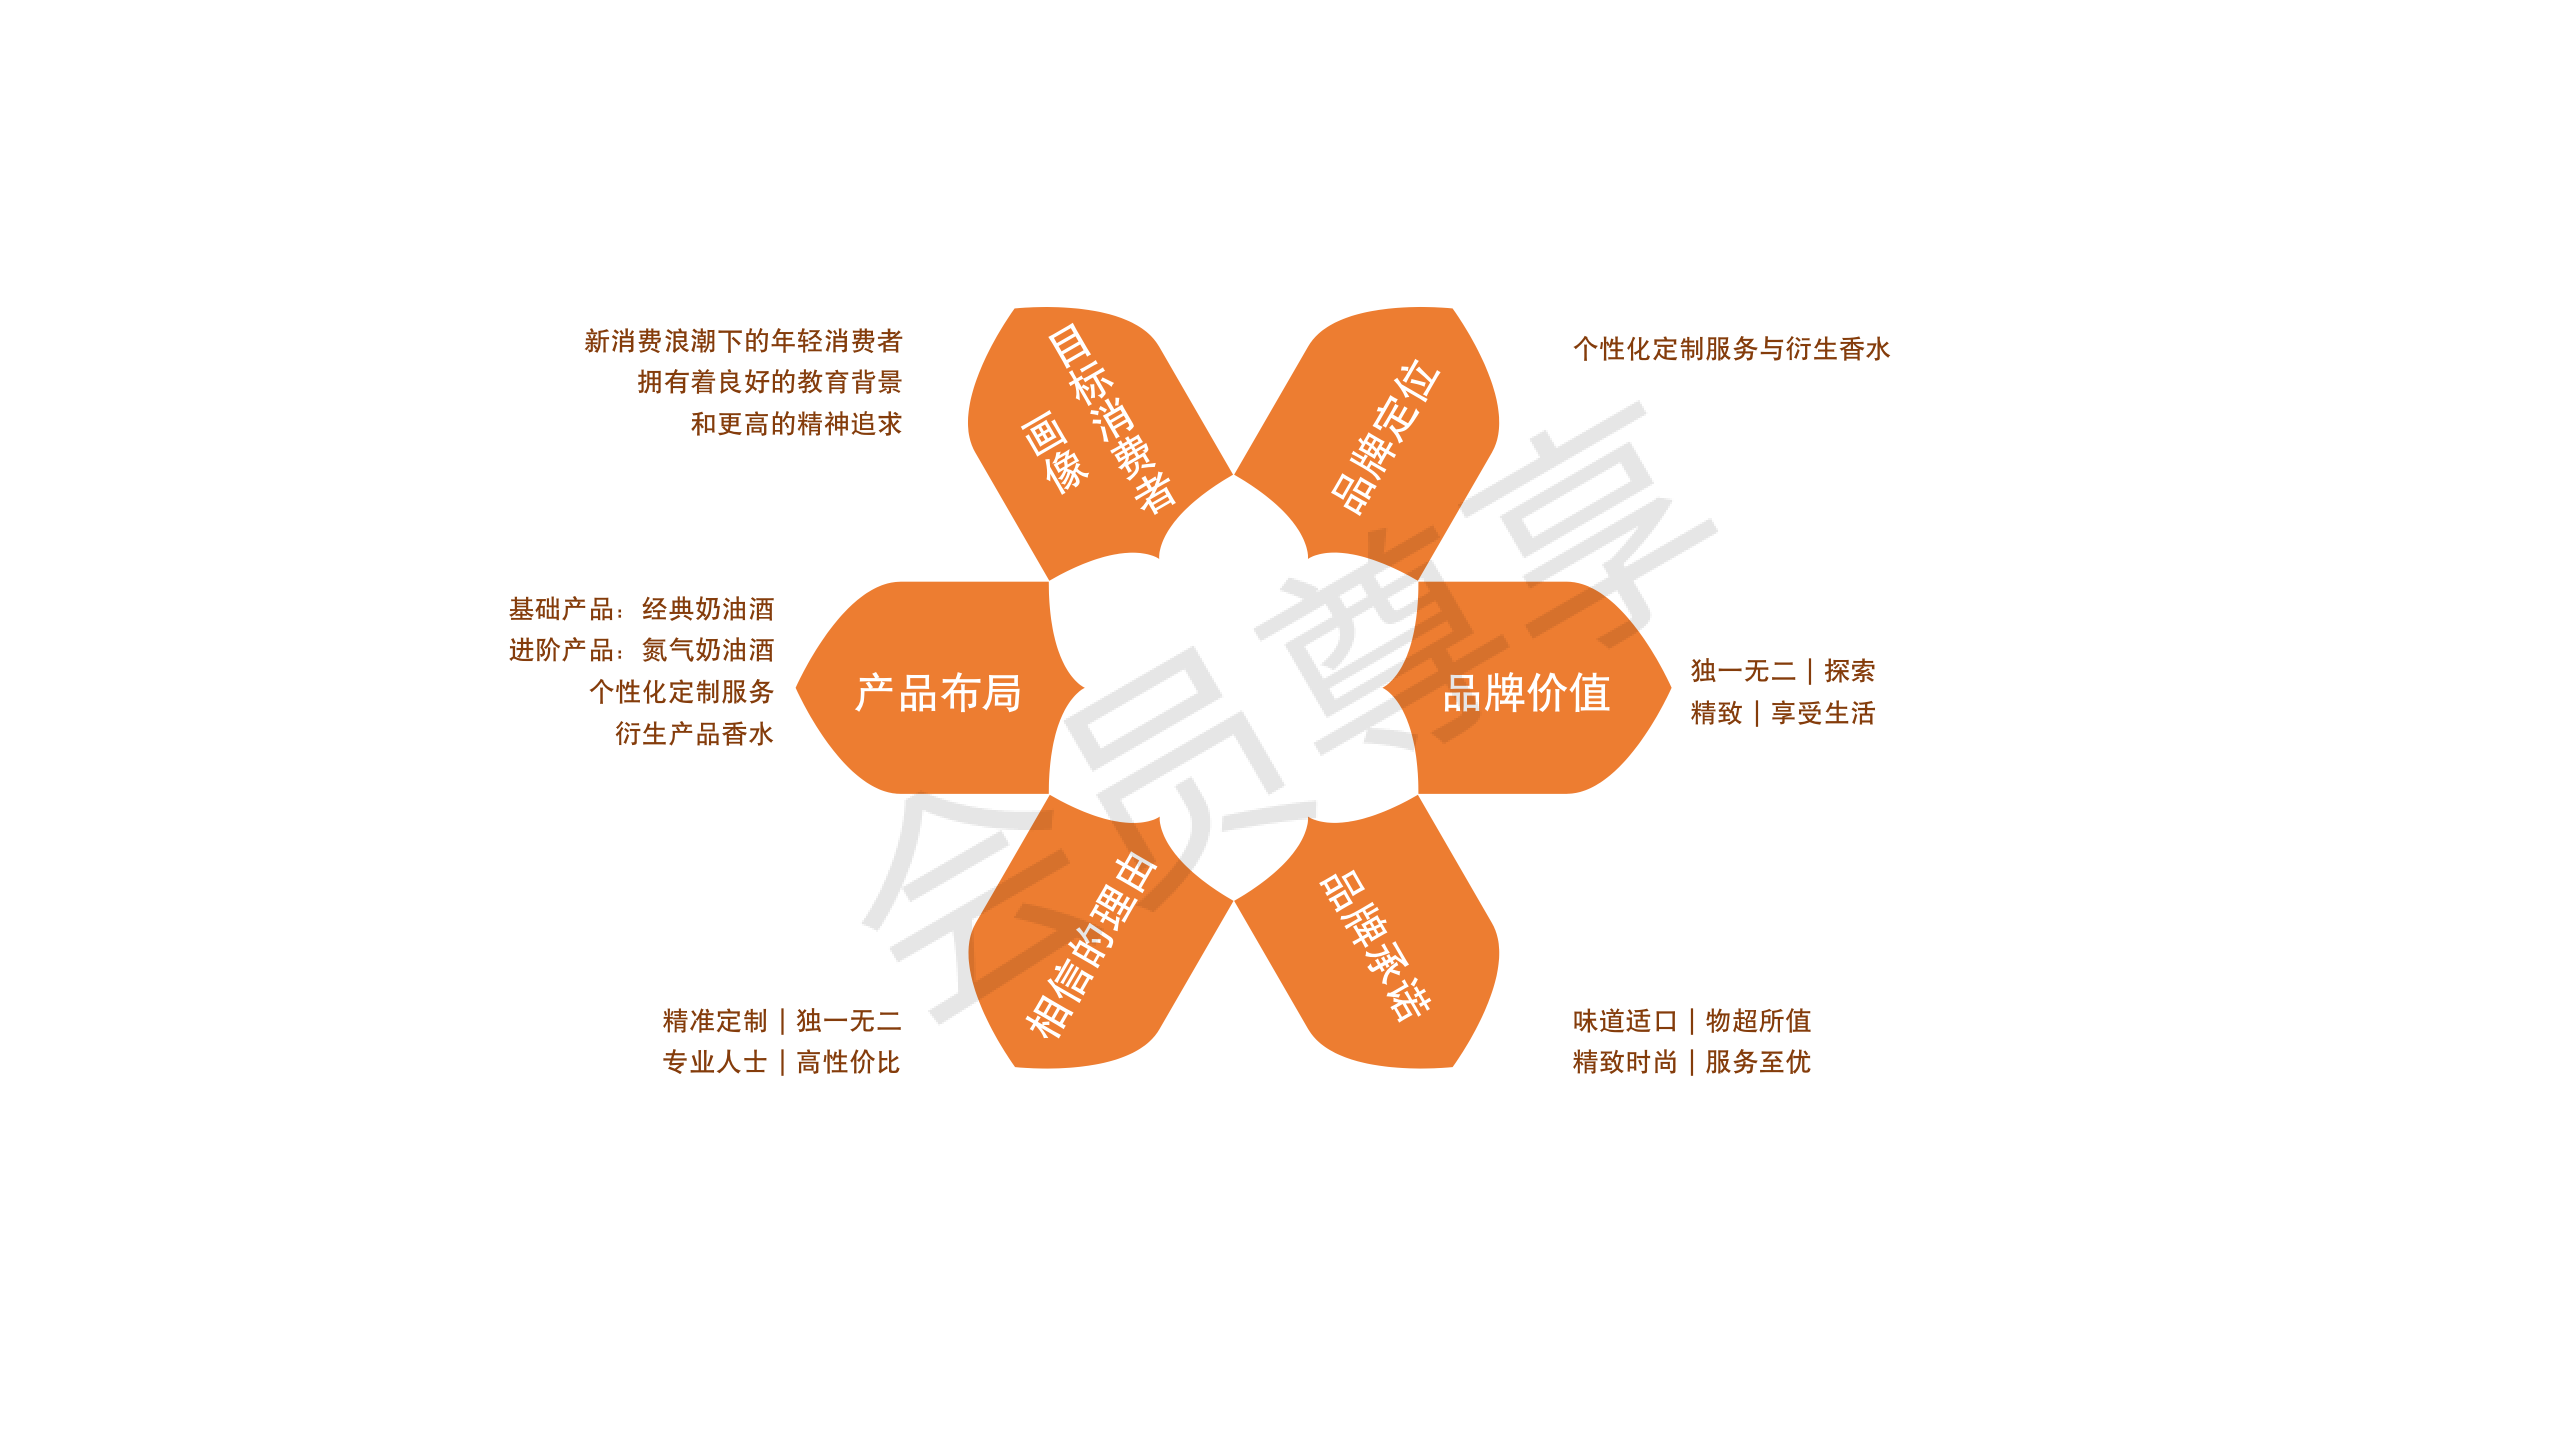 新消费浪潮下的年轻消费者
拥有着良好的教育背景
和更高的精神追求
目标消费者
画像
品牌定位
个性化定制服务与衍生香水
基础产品：经典奶油酒
进阶产品：氮气奶油酒
个性化定制服务
衍生产品香水
产品布局
品牌价值
独一无二｜探索
精致｜享受生活
精准定制｜独一无二
专业人士｜高性价比
相信的理由
品牌承诺
味道适口｜物超所值
精致时尚｜服务至优
会员尊享